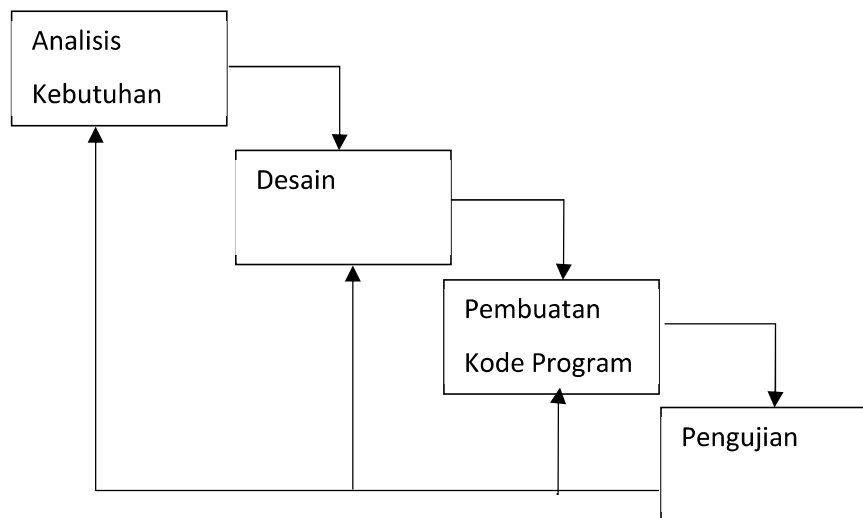 Analisis
Kebutuhan
Desain
Pembuatan
Kode Program
Pengujian